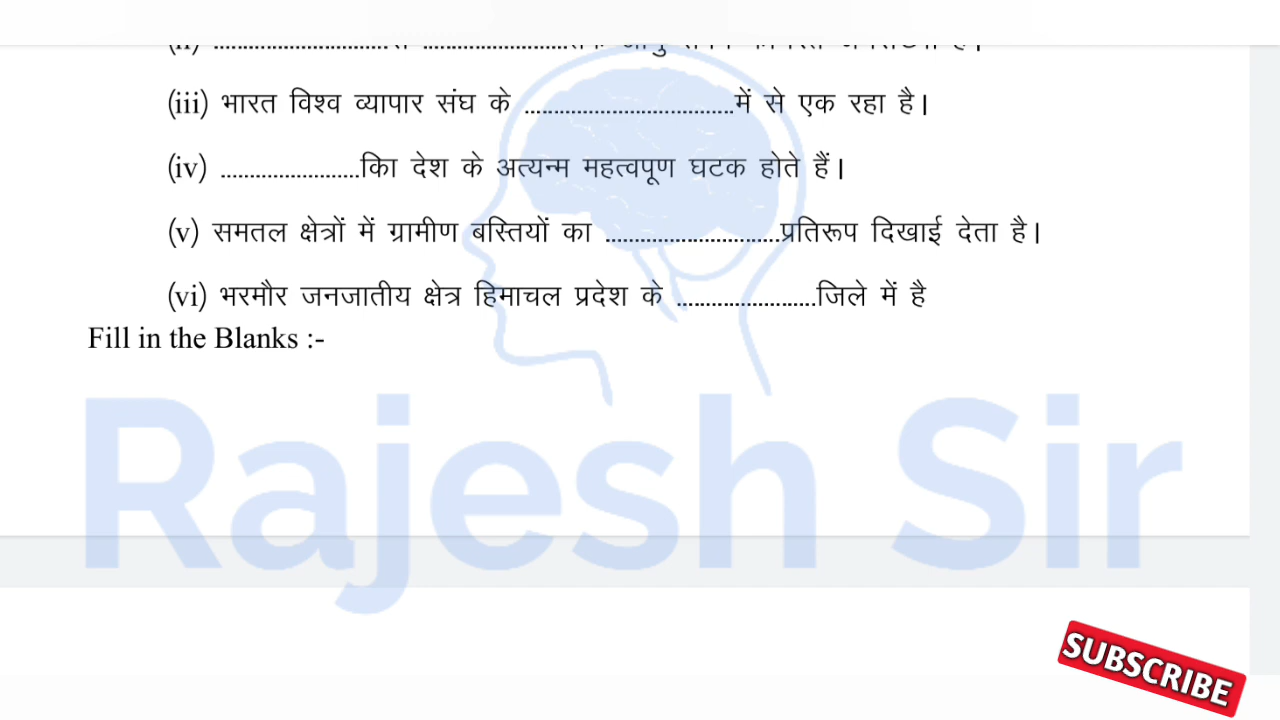 (iii) भारत विश्व व्यापार संघ के ....................................में से एक रहा है।
(iv) ........................किा देश के अत्यन्म महत्वपूण घटक होते हैं।
(v) समतल क्षेत्रों में ग्रामीण बस्तियों का ..............................प्रतिरूप दिखाई देता है।
(vi) भरमौर जनजातीय क्षेत्र हिमाचल प्रदेश के ........................जिले में है
Fill in the Blanks :-
Rajesh Sir
SUBSCRIBE